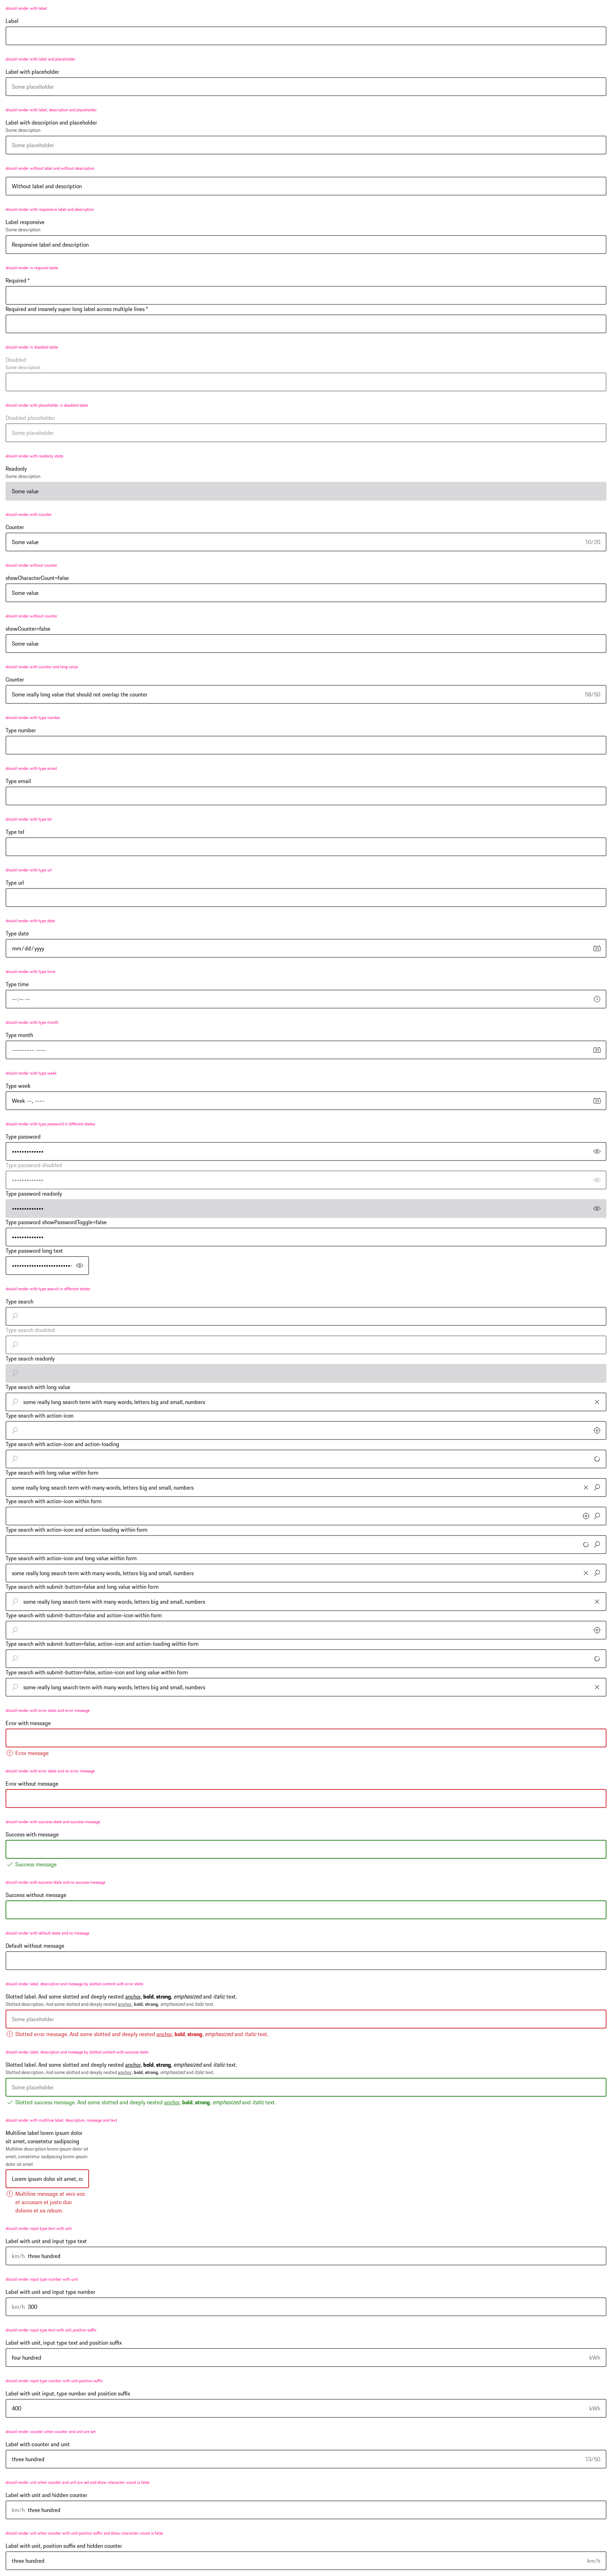 should render with label
Label
should render with label and placeholder
Label with placeholder
Some placeholder
should render with label, description and placeholder
Label with description and placeholder
Some description
Some placeholder
should render without label and without description
Without label and description
should render with responsive label and description
Label responsive
Some description
Responsive label and description
should render in required state
Required *
Required and insanely super long label across multiple lines *
should render in disabled state
Disabled
Some description
should render with placeholder in disabled state
Disabled placeholder
Some placeholder
should render with readonly state
Readonly
Some description
Some value
should render with counter
Counter
Some value 10/20
should render without counter
showCharacterCount=false
Some value
should render without counter
showCounter=false
Some value
should render with counter and long value
Counter
Some really long value that should not overlap the counter 58/50
should render with type number
Type number
should render with type email
Type email
should render with type tel
Type tel
should render with type url
Type url
should render with type date
Type date
mm/dd/yyyy
should render with type time
Type time
--:-- --
should render with type month
Type month
--------- ----
should render with type week
Type week
Week --, ----
should render with type password in different states
Type password
••••••••••••••
Type password disabled
••••••••••••••
Type password readonly
••••••••••••••
Type password showPasswordToggle=false
••••••••••••••
Type password long text
•••••••••••••••••••••••••
should render with type search in different states
Type search
Type search disabled
Type search readonly
Type search with long value
some really long search term with many words, letters big and small, numbers
Type search with action-icon
Type search with action-icon and action-loading
Type search with long value within form
some really long search term with many words, letters big and small, numbers
Type search with action-icon within form
Type search with action-icon and action-loading within form
Type search with action-icon and long value within form
some really long search term with many words, letters big and small, numbers
Type search with submit-button=false and long value within form
some really long search term with many words, letters big and small, numbers
Type search with submit-button=false and action-icon within form
Type search with submit-button=false, action-icon and action-loading within form
Type search with submit-button=false, action-icon and long value within form
some really long search term with many words, letters big and small, numbers
should render with error state and error message
Error with message
Error message
should render with error state and no error message
Error without message
should render with success state and success message
Success with message
Success message
should render with success state and no success message
Success without message
should render with default state and no message
Default without message
should render label, description and message by slotted content with error state
Slotted label. And some slotted and deeply nested anchor, bold, strong, emphasized and italic text.
Slotted description. And some slotted and deeply nested anchor, bold, strong, emphasized and italic text.
Some placeholder
Slotted error message. And some slotted and deeply nested anchor, bold, strong, emphasized and italic text.
should render label, description and message by slotted content with success state
Slotted label. And some slotted and deeply nested anchor, bold, strong, emphasized and italic text.
Slotted description. And some slotted and deeply nested anchor, bold, strong, emphasized and italic text.
Some placeholder
Slotted success message. And some slotted and deeply nested anchor, bold, strong, emphasized and italic text.
should render with multiline label, description, message and text
Multiline label lorem ipsum dolor
sit amet, consetetur sadipscing
Multiline description lorem ipsum dolor sit
amet, consetetur sadipscing lorem ipsum
dolor sit amet
Lorem ipsum dolor sit amet, co
Multiline message at vero eos
et accusam et justo duo
dolores et ea rebum.
should render input type text with unit
Label with unit and input type text
km/h three hundred
should render input type number with unit
Label with unit and input type number
km/h 300
should render input type text with unit position suffix
Label with unit, input type text and position suffix
four hundred kWh
should render input type number with unit position suffix
Label with unit input, type number and position suffix
400 kWh
should render counter when counter and unit are set
Label with counter and unit
three hundred 13/50
should render unit when counter and unit are set and show-character-count is false
Label with unit and hidden counter
km/h three hundred
should render unit when counter with unit position suffix and show-character-count is false
Label with unit, position suffix and hidden counter
three hundred km/h